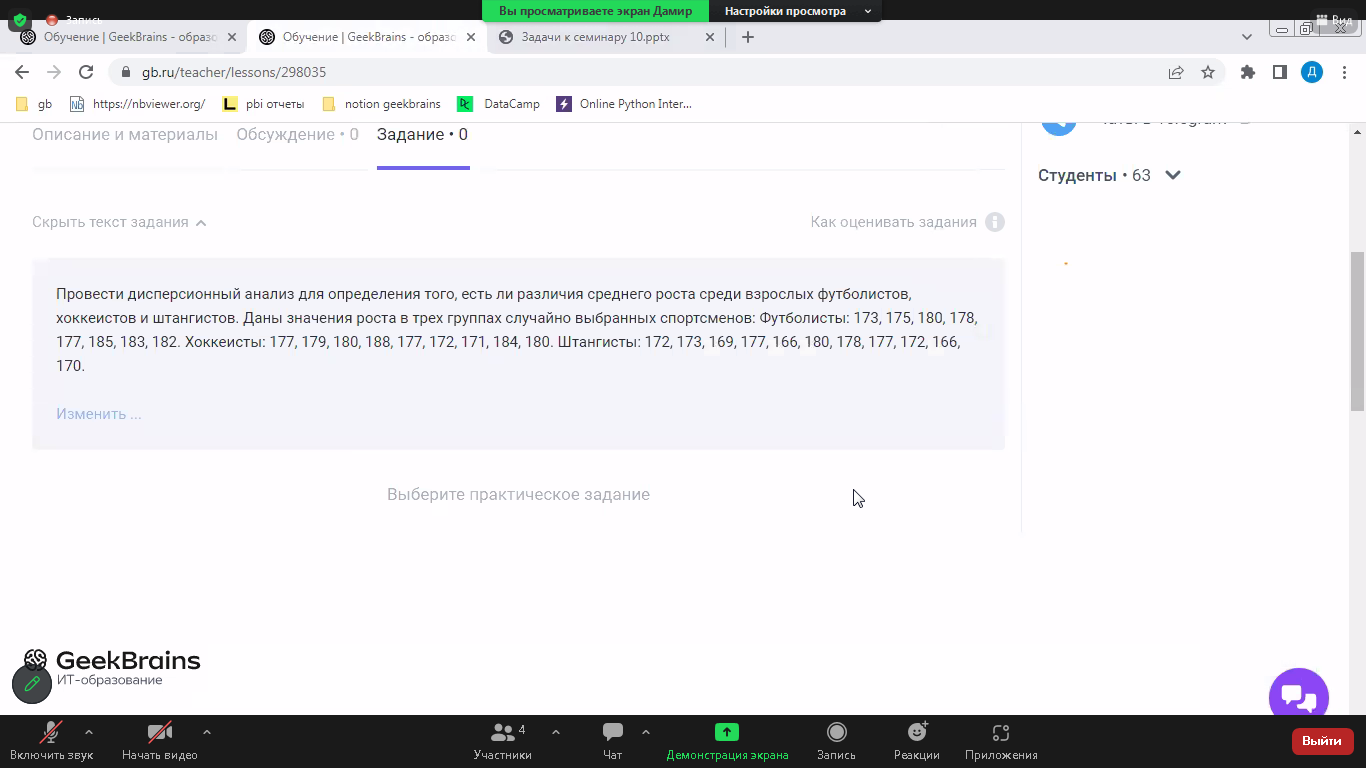 Запись
Вы просматриваете экран Дамир
Настройки просмотра
Вид
Обучение | GeekBrains - образо
Обучение | GeekBrains - образо
Задачи к семинару 10.pptx
gb.ru/teacher/lessons/298035
Д
gb
https://nbviewer.org/
pbi отчеты
notion geekbrains
DataCamp
Online Python Inter...
Описание и материалы
Обсуждение • 0
Задание • 0
Студенты • 63
Скрыть текст задания
Как оценивать задания
Провести дисперсионный анализ для определения того, есть ли различия среднего роста среди взрослых футболистов,
хоккеистов и штангистов. Даны значения роста в трех группах случайно выбранных спортсменов: Футболисты: 173, 175, 180, 178,
177, 185, 183, 182. Хоккеисты: 177, 179, 180, 188, 177, 172, 171, 184, 180. Штангисты: 172, 173, 169, 177, 166, 180, 178, 177, 172, 166,
170.
Изменить ...
Выберите практическое задание
GeekBrains
ИТ-образование
Включить звук
Начать видео
4
Участники
Чат
Демонстрация экрана
Запись
Реакции
Приложения
Выйти